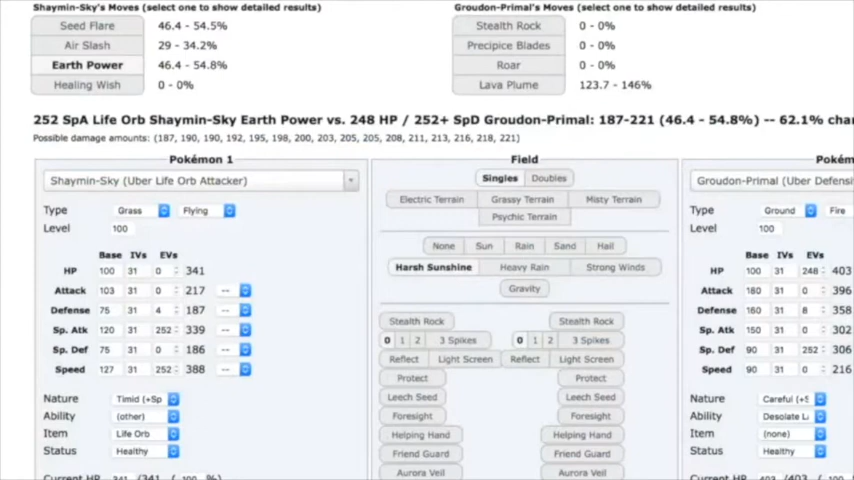 Shaymin-Sky's Moves (select one to show detailed results) Groudon-Primal's Moves (select one to show detailed results)
Seed Flare 46.4 - 54.5% Stealth Rock 0 - 0%
Air Slash 29 - 34.2% Precipice Blades 0 - 0%
Earth Power 46.4 - 54.8% Roar 0 - 0%
Healing Wish 0 - 0% Lava Plume 123.7 - 146%
252 SpA Life Orb Shaymin-Sky Earth Power vs. 248 HP / 252+ SpD Groudon-Primal: 187-221 (46.4 - 54.8%) -- 62.1% cha
Possible damage amounts: (187, 190, 190, 192, 195, 198, 200, 203, 205, 205, 208, 211, 213, 216, 218, 221)
Pokémon 1 Field Pokém
Shaymin-Sky (Uber Life Orb Attacker) Singles Doubles Groudon-Primal (Uber Defensi
Electric Terrain Grassy Terrain Misty Terrain
Type Grass Flying Psychic Terrain Type Ground Fire
Level 100 Level 100
None Sun Rain Sand Hail
Base IVs EVs Base IVs EVs
HP 100 31 0 341 Harsh Sunshine Heavy Rain Strong Winds HP 100 31 248 403
Attack 103 31 0 217 -- Gravity Attack 180 31 0 396
Defense 75 31 4 187 -- Defense 160 31 8 358
Sp. Atk 120 31 252 339 -- Stealth Rock Stealth Rock Sp. Atk 150 31 0 302
Sp. Def 75 31 0 186 -- 0 1 2 3 Spikes 0 1 2 3 Spikes Sp. Def 90 31 252 306
Speed 127 31 252 388 -- Reflect Light Screen Reflect Light Screen Speed 90 31 0 216
Protect Protect
Nature Timid (+Sp Leech Seed Leech Seed Nature Careful (+S
Ability (other) Foresight Foresight Ability Desolate L
Item Life Orb Helping Hand Helping Hand Item (none)
Status Healthy Friend Guard Friend Guard Status Healthy
Current HP 341 /341 ( 100 %) Aurora Veil Aurora Veil Current HP 403 /403 ( 100 %